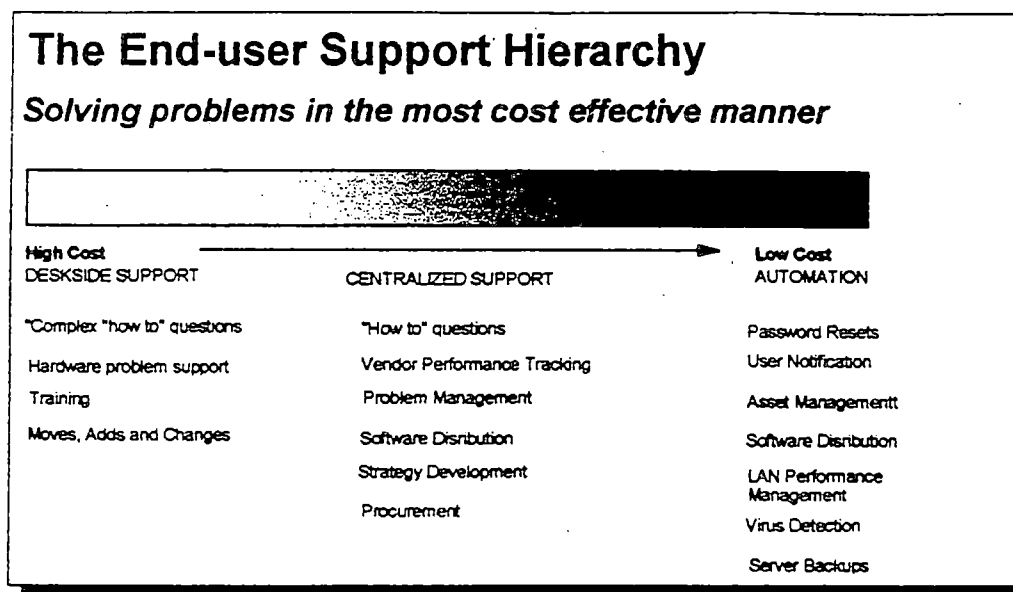 The End-user Support Hierarchy
Solving problems in the most cost effective manner
High Cost
DESKSIDE SUPPORT
"Complex "how to" questions
Hardware problem support
Training
Moves, Adds and Changes
CENTRALIZED SUPPORT
"How to" questions
Vendor Performance Tracking
Problem Management
Software Disribution
Strategy Development
Procurement
Low Cost
AUTOMATION
Password Resets
User Notification
Asset Managementt
Software Disribution
LAN Performance
Management
Virus Detection
Server Backups